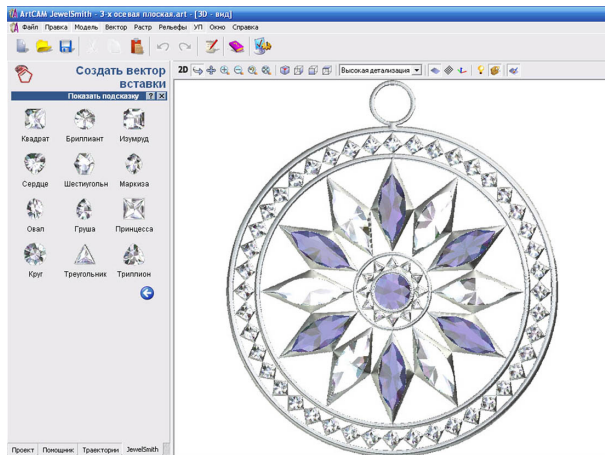 ArtCAM JewelSmith - 3-х осевая плоская.art - [3D - вид]
Файл Правка Модель Вектор Растр Рельефы УП Окно Справка
Создать вектор
вставки
Показать подсказку ? X
2D Высокая детализация
Квадрат Бриллиант Изумруд
Сердце Шестиугольн Маркиза
Овал Груша Принцесса
Круг Треугольник Триллион
Проект Помощник Траектории JewelSmith